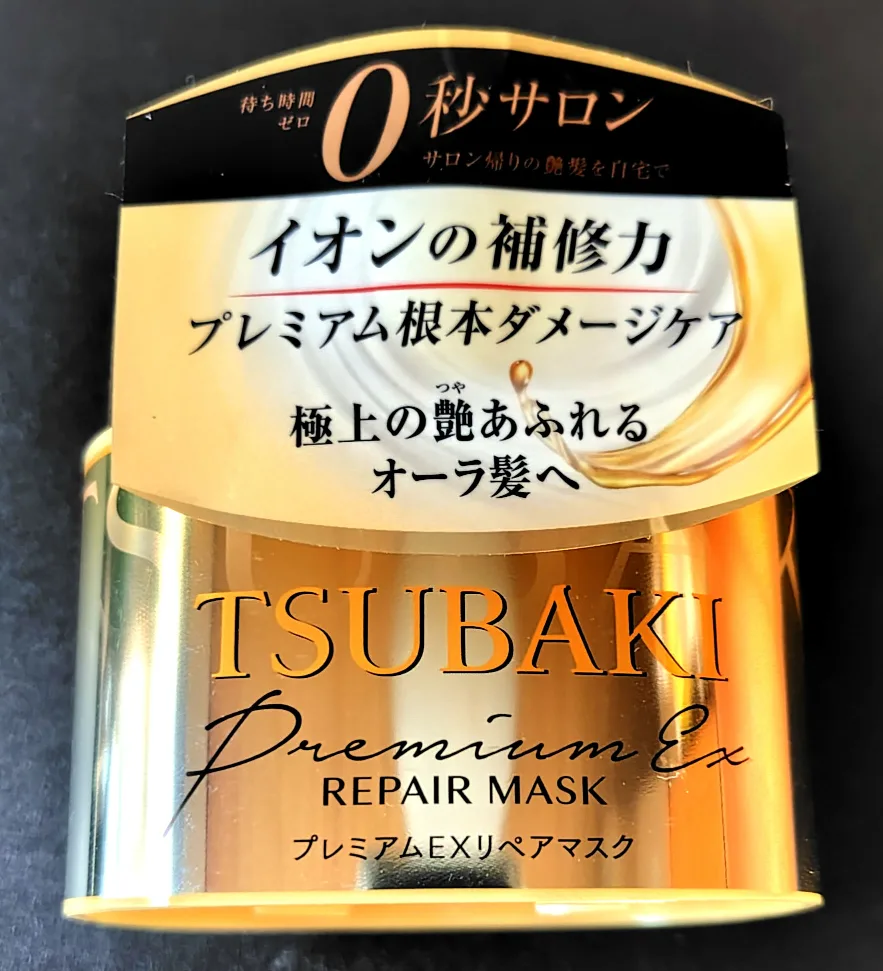 待ち時間
ゼロ
0秒サロン
サロン帰りの艶髪を自宅で
イオンの補修力
プレミアム根本ダメージケア
つや
極上の艶あふれる
オーラ髪へ
TSUBAKI
Premium Ex
REPAIR MASK
プレミアムEXリペアマスク